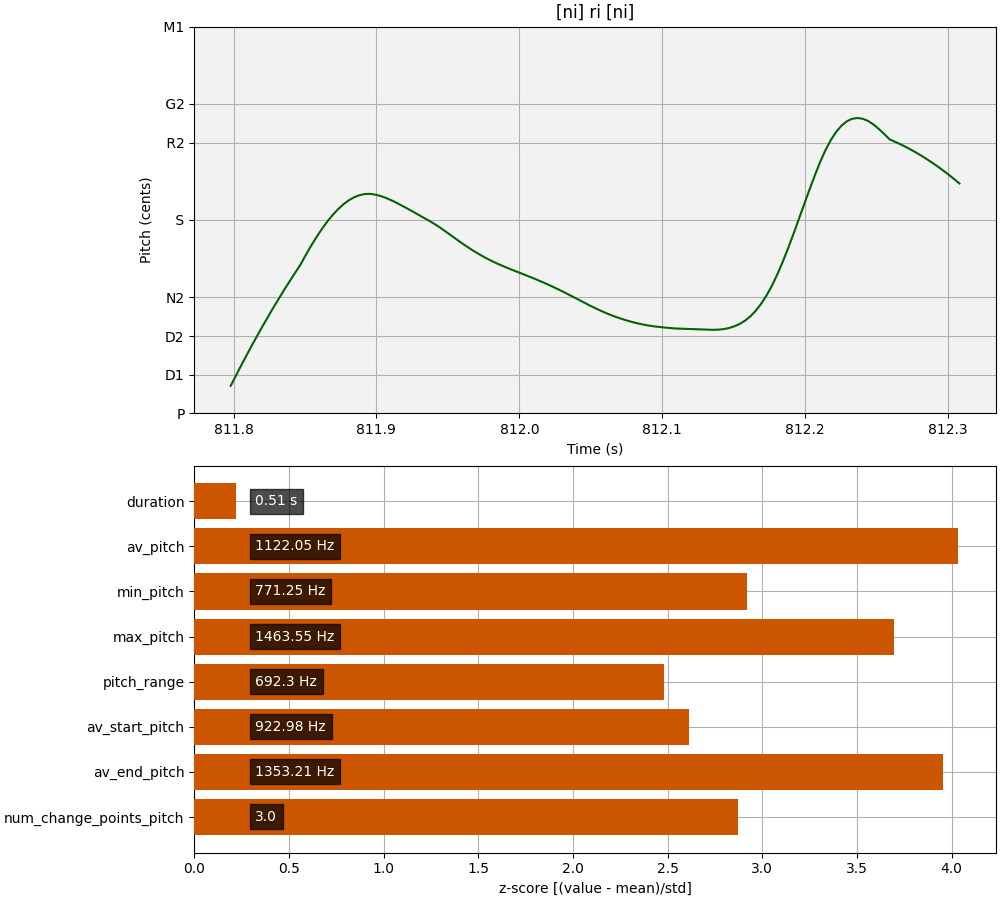 [ni] ri [ni]
M1
G2
R2
S
N2
D2
D1
P
Pitch (cents)
811.8 811.9 812.0 812.1 812.2 812.3
Time (s)
duration 0.51 s
av_pitch 1122.05 Hz
min_pitch 771.25 Hz
max_pitch 1463.55 Hz
pitch_range 692.3 Hz
av_start_pitch 922.98 Hz
av_end_pitch 1353.21 Hz
num_change_points_pitch 3.0
0.0 0.5 1.0 1.5 2.0 2.5 3.0 3.5 4.0
z-score [(value - mean)/std]